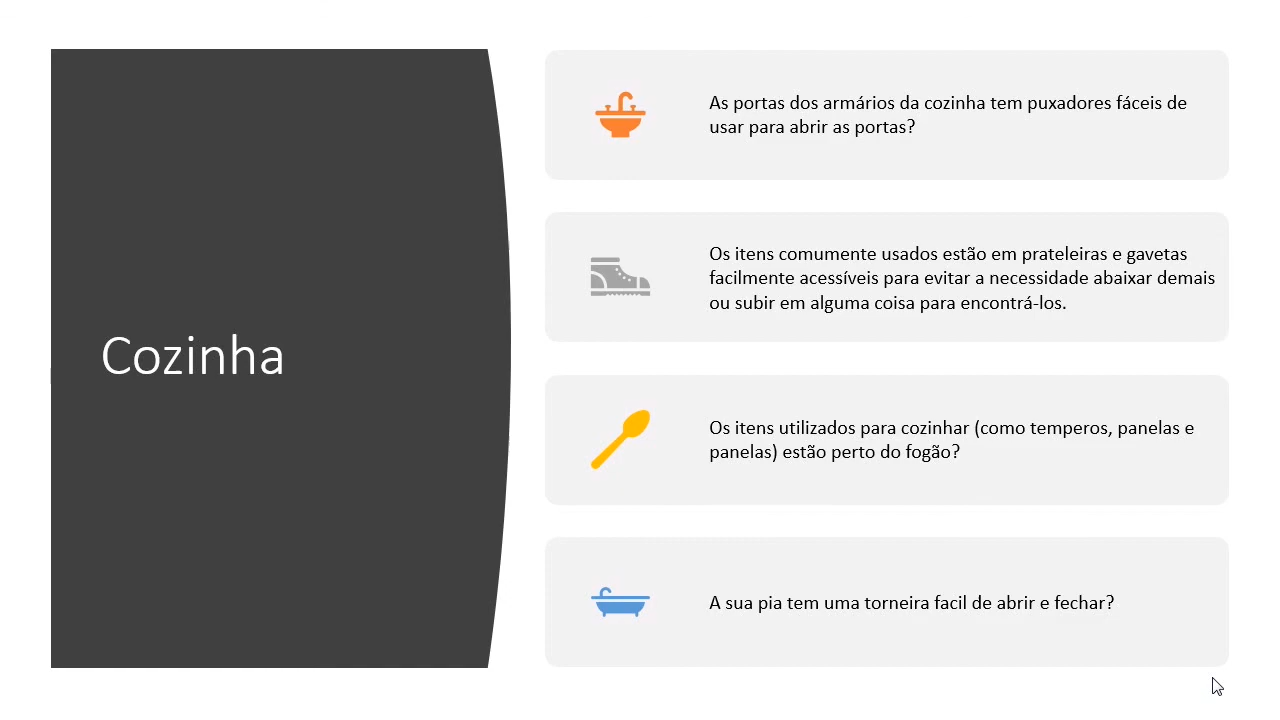 Cozinha
As portas dos armários da cozinha tem puxadores fáceis de
usar para abrir as portas?
Os itens comumente usados estão em prateleiras e gavetas
facilmente acessíveis para evitar a necessidade abaixar demais
ou subir em alguma coisa para encontrá-los.
Os itens utilizados para cozinhar (como temperos, panelas e
panelas) estão perto do fogão?
A sua pia tem uma torneira facil de abrir e fechar?